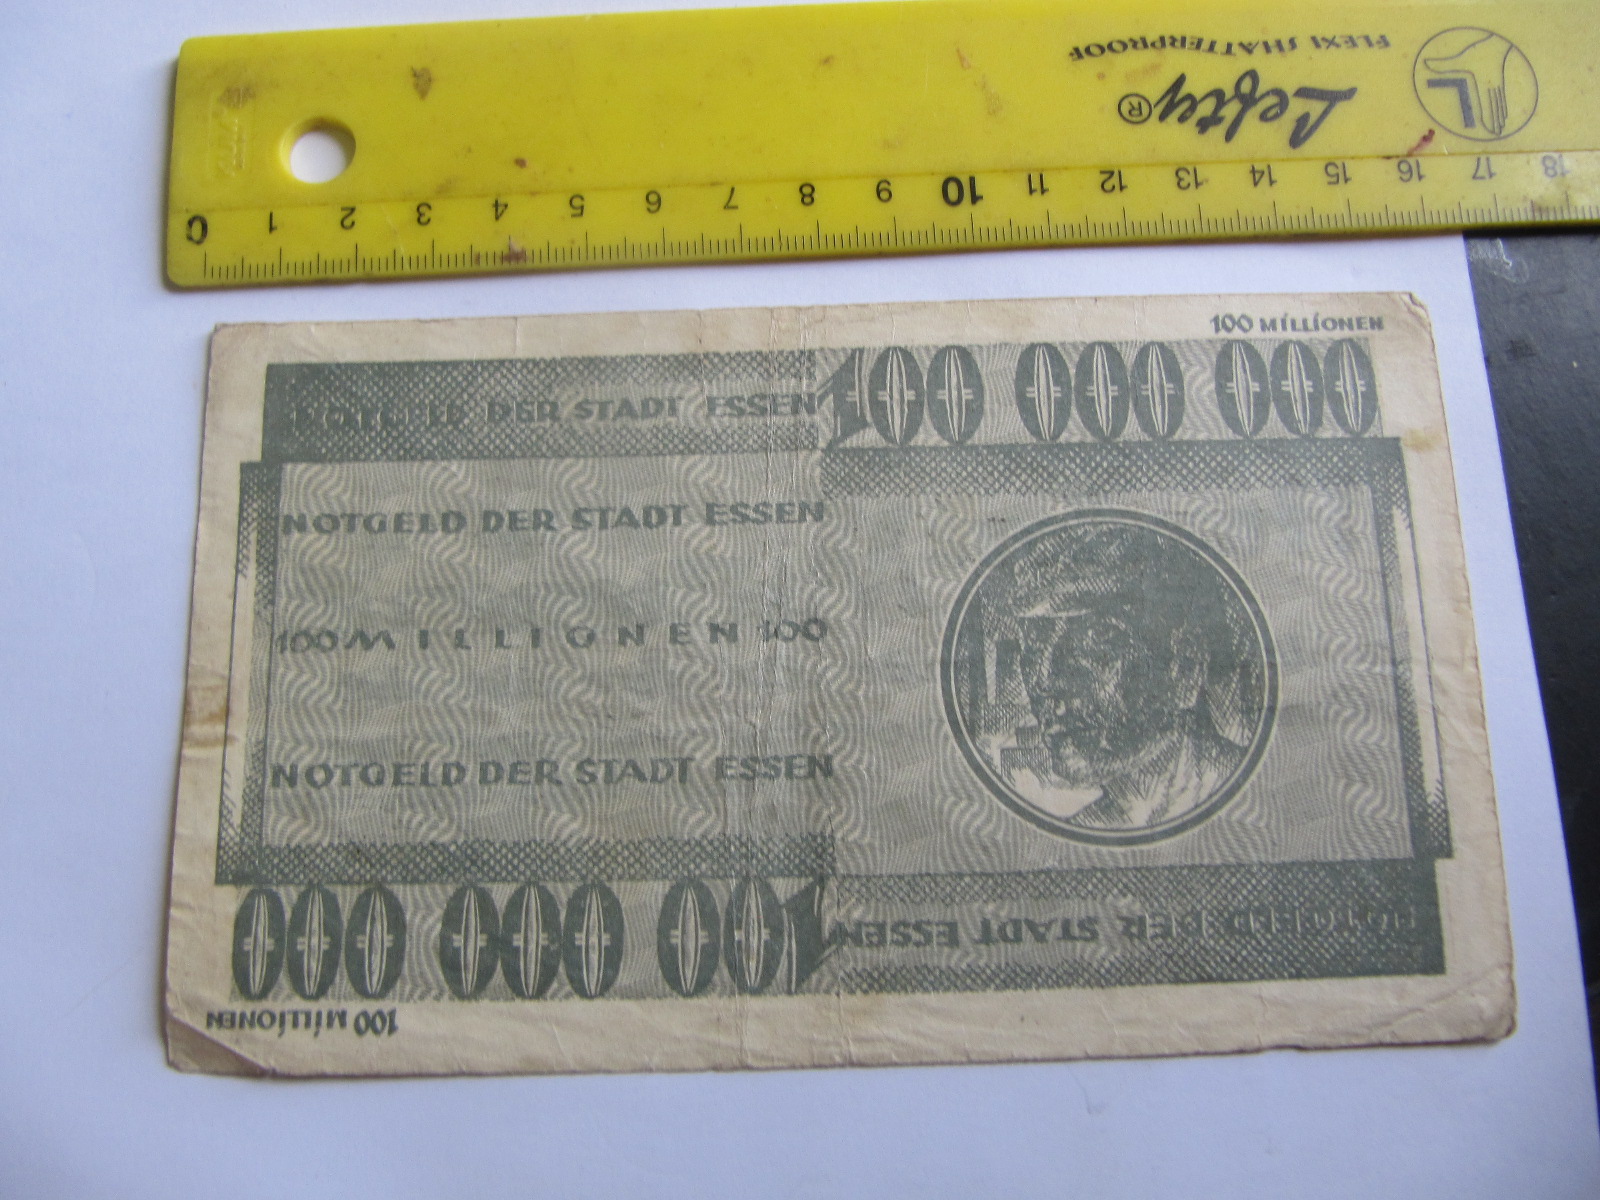 FLEXI SHATTERPROOF
Lefty®
0 1 2 3 4 5 6 7 8 9 10 11 12 13 14 15 16 17 18
100 MILLIONEN
NOTGELD DER STADT ESSEN 100 000 000
NOTGELD DER STADT ESSEN
100 MILLIONEN 100
NOTGELD DER STADT ESSEN
100 000 000 NOTGELD DER STADT ESSEN
100 MILLIONEN